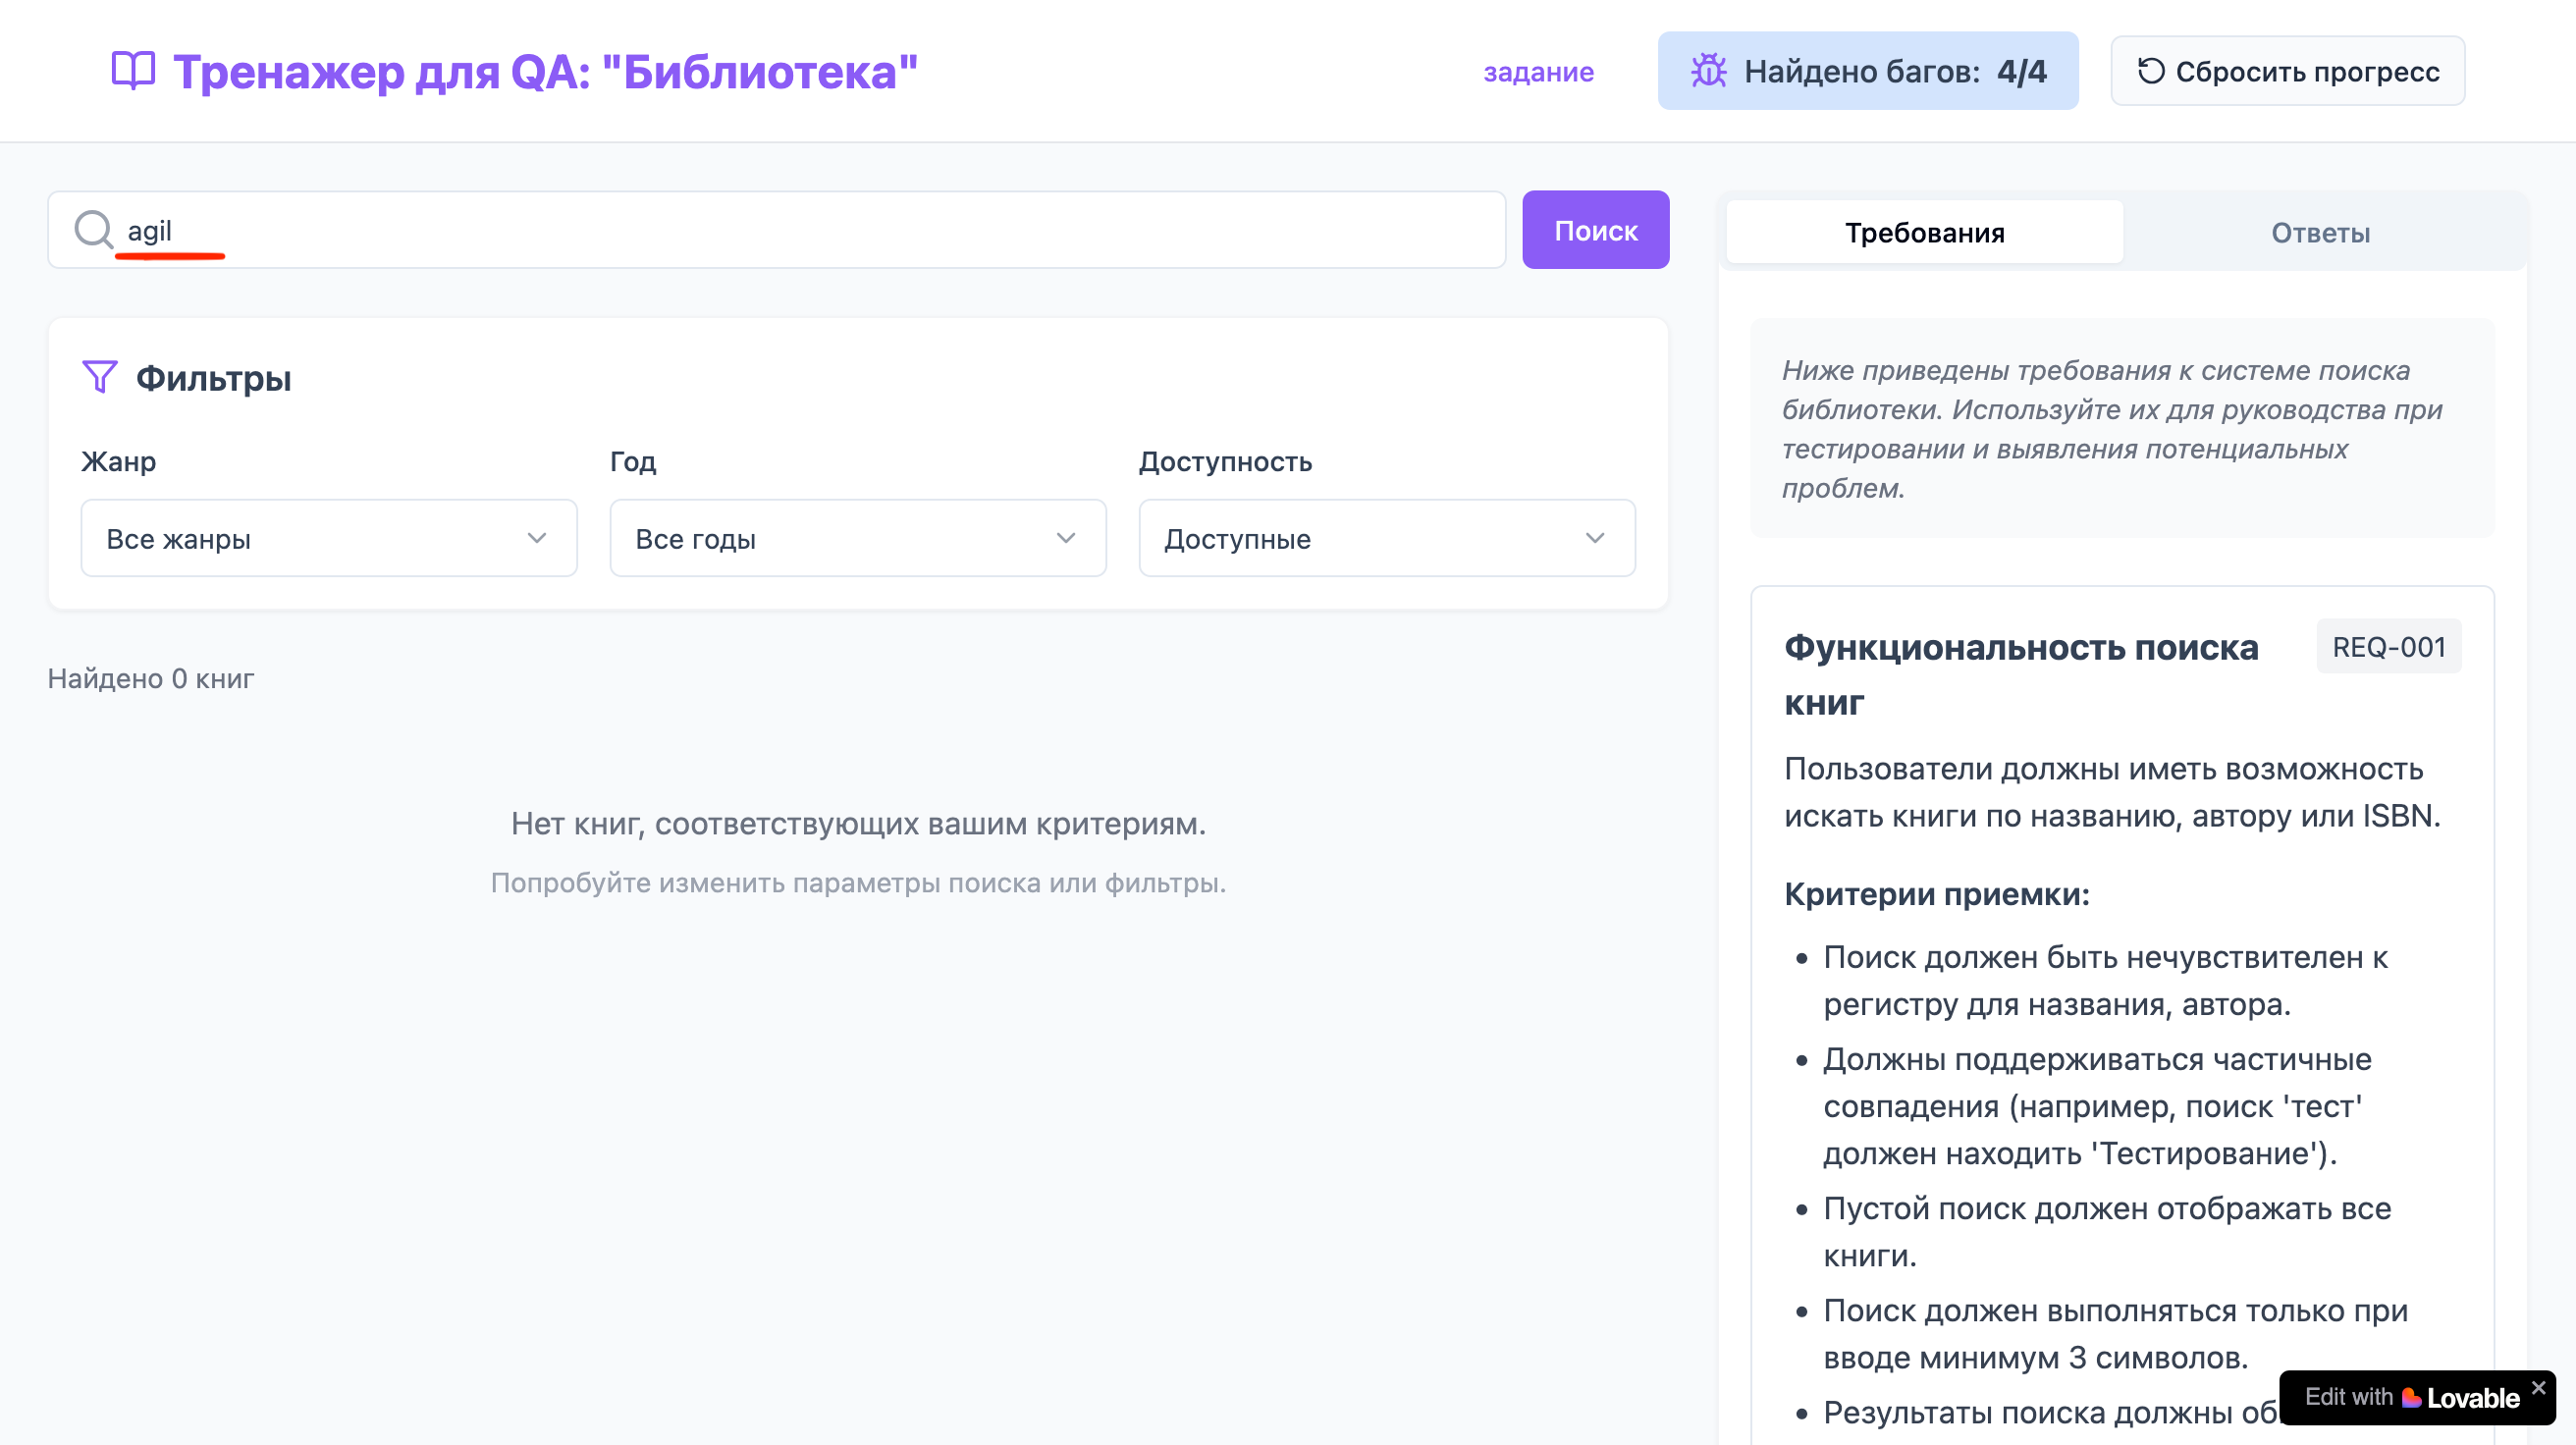 Тренажер для QA: "Библиотека"
задание
Найдено багов: 4/4
Сбросить прогресс
agil
Поиск
Фильтры
Жанр
Год
Доступность
Все жанры
Все годы
Доступные
Найдено 0 книг
Нет книг, соответствующих вашим критериям.
Попробуйте изменить параметры поиска или фильтры.
Требования
Ответы
Ниже приведены требования к системе поиска
библиотеки. Используйте их для руководства при
тестировании и выявления потенциальных
проблем.
Функциональность поиска
книг
REQ-001
Пользователи должны иметь возможность
искать книги по названию, автору или ISBN.
Критерии приемки:
• Поиск должен быть нечувствителен к
регистру для названия, автора.
• Должны поддерживаться частичные
совпадения (например, поиск 'тест'
должен находить 'Тестирование').
• Пустой поиск должен отображать все
книги.
• Поиск должен выполняться только при
вводе минимум 3 символов.
• Результаты поиска должны
Edit with Lovable